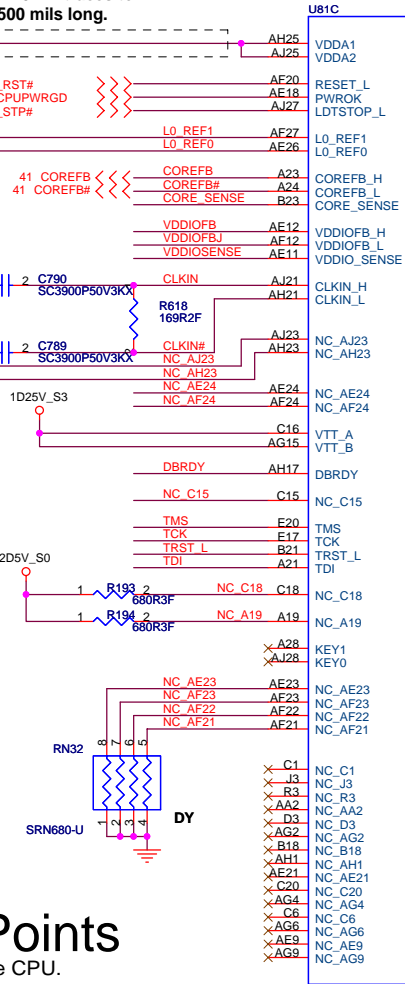 500 mils long.
U81C
AH25 VDDA1
AJ25 VDDA2
_RST# AF20 RESET_L
CPUPWRGD AE18 PWROK
_STP# AJ27 LDTSTOP_L
L0_REF1 AF27 L0_REF1
L0_REF0 AE26 L0_REF0
41 COREFB COREFB A23 COREFB_H
41 COREFB# COREFB# A24 COREFB_L
CORE_SENSE B23 CORE_SENSE
VDDIOFB AE12 VDDIOFB_H
VDDIOFBJ AF12 VDDIOFB_L
VDDIOSENSE AE11 VDDIO_SENSE
2 C790 CLKIN AJ21 CLKIN_H
SC3900P50V3KX AH21 CLKIN_L
R618
169R2F
2 C789 CLKIN# AJ23 NC_AJ23
SC3900P50V3KX NC_AJ23 AH23 NC_AH23
NC_AH23
1D25V_S3 NC_AE24 AE24 NC_AE24
NC_AF24 AF24 NC_AF24
C16 VTT_A
AG15 VTT_B
DBRDY AH17 DBRDY
NC_C15 C15 NC_C15
TMS E20 TMS
TCK E17 TCK
TRST_L B21 TRST_L
TDI A21 TDI
2D5V_S0
1 R193 2 NC_C18 C18 NC_C18
680R3F
1 R194 2 NC_A19 A19 NC_A19
680R3F
A28 KEY1
AJ28 KEY0
NC_AE23 AE23 NC_AE23
NC_AF23 AF23 NC_AF23
NC_AF22 AF22 NC_AF22
NC_AF21 AF21 NC_AF21
RN32 8 7 6 5
SRN680-U 1 2 3 4 DY
C1 NC_C1
J3 NC_J3
R3 NC_R3
AA2 NC_AA2
D3 NC_D3
AG2 NC_AG2
B18 NC_B18
AH1 NC_AH1
AE21 NC_AE21
C20 NC_C20
AG4 NC_AG4
C6 NC_C6
AG6 NC_AG6
AE9 NC_AE9
AG9 NC_AG9
Points
e CPU.